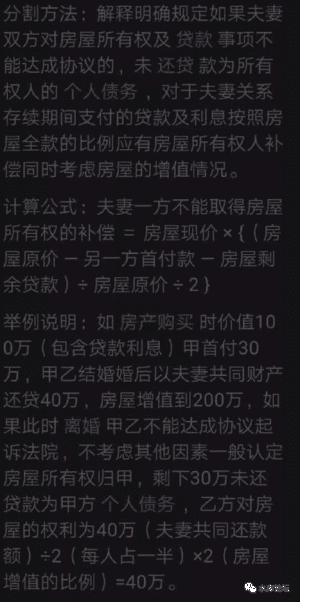 分割方法：解释明确规定如果夫妻
双方对房屋所有权及 贷款 事项不
能达成协议的，未 还贷 款为所有
权人的 个人债务 ，对于夫妻关系
存续期间支付的贷款及利息按照房
屋全款的比例应有房屋所有权人补
偿同时考虑房屋的增值情况。
计算公式：夫妻一方不能取得房屋
所有权的补偿 = 房屋现价×{（房
屋原价 － 另一方首付款 － 房屋剩
余贷款）÷房屋原价÷2}
举例说明：如 房产购买 时价值10
0万（包含贷款利息）甲首付30
万，甲乙结婚婚后以夫妻共同财产
还贷40万，房屋增值到200万，如
果此时 离婚 甲乙不能达成协议起
诉法院，不考虑其他因素一般认定
房屋所有权归甲，剩下30万未还
贷款为甲方 个人债务 ，乙方对房
屋的权利为40万（夫妻共同还款
额）÷2（每人占一半）×2（房屋
增值的比例）=40万。